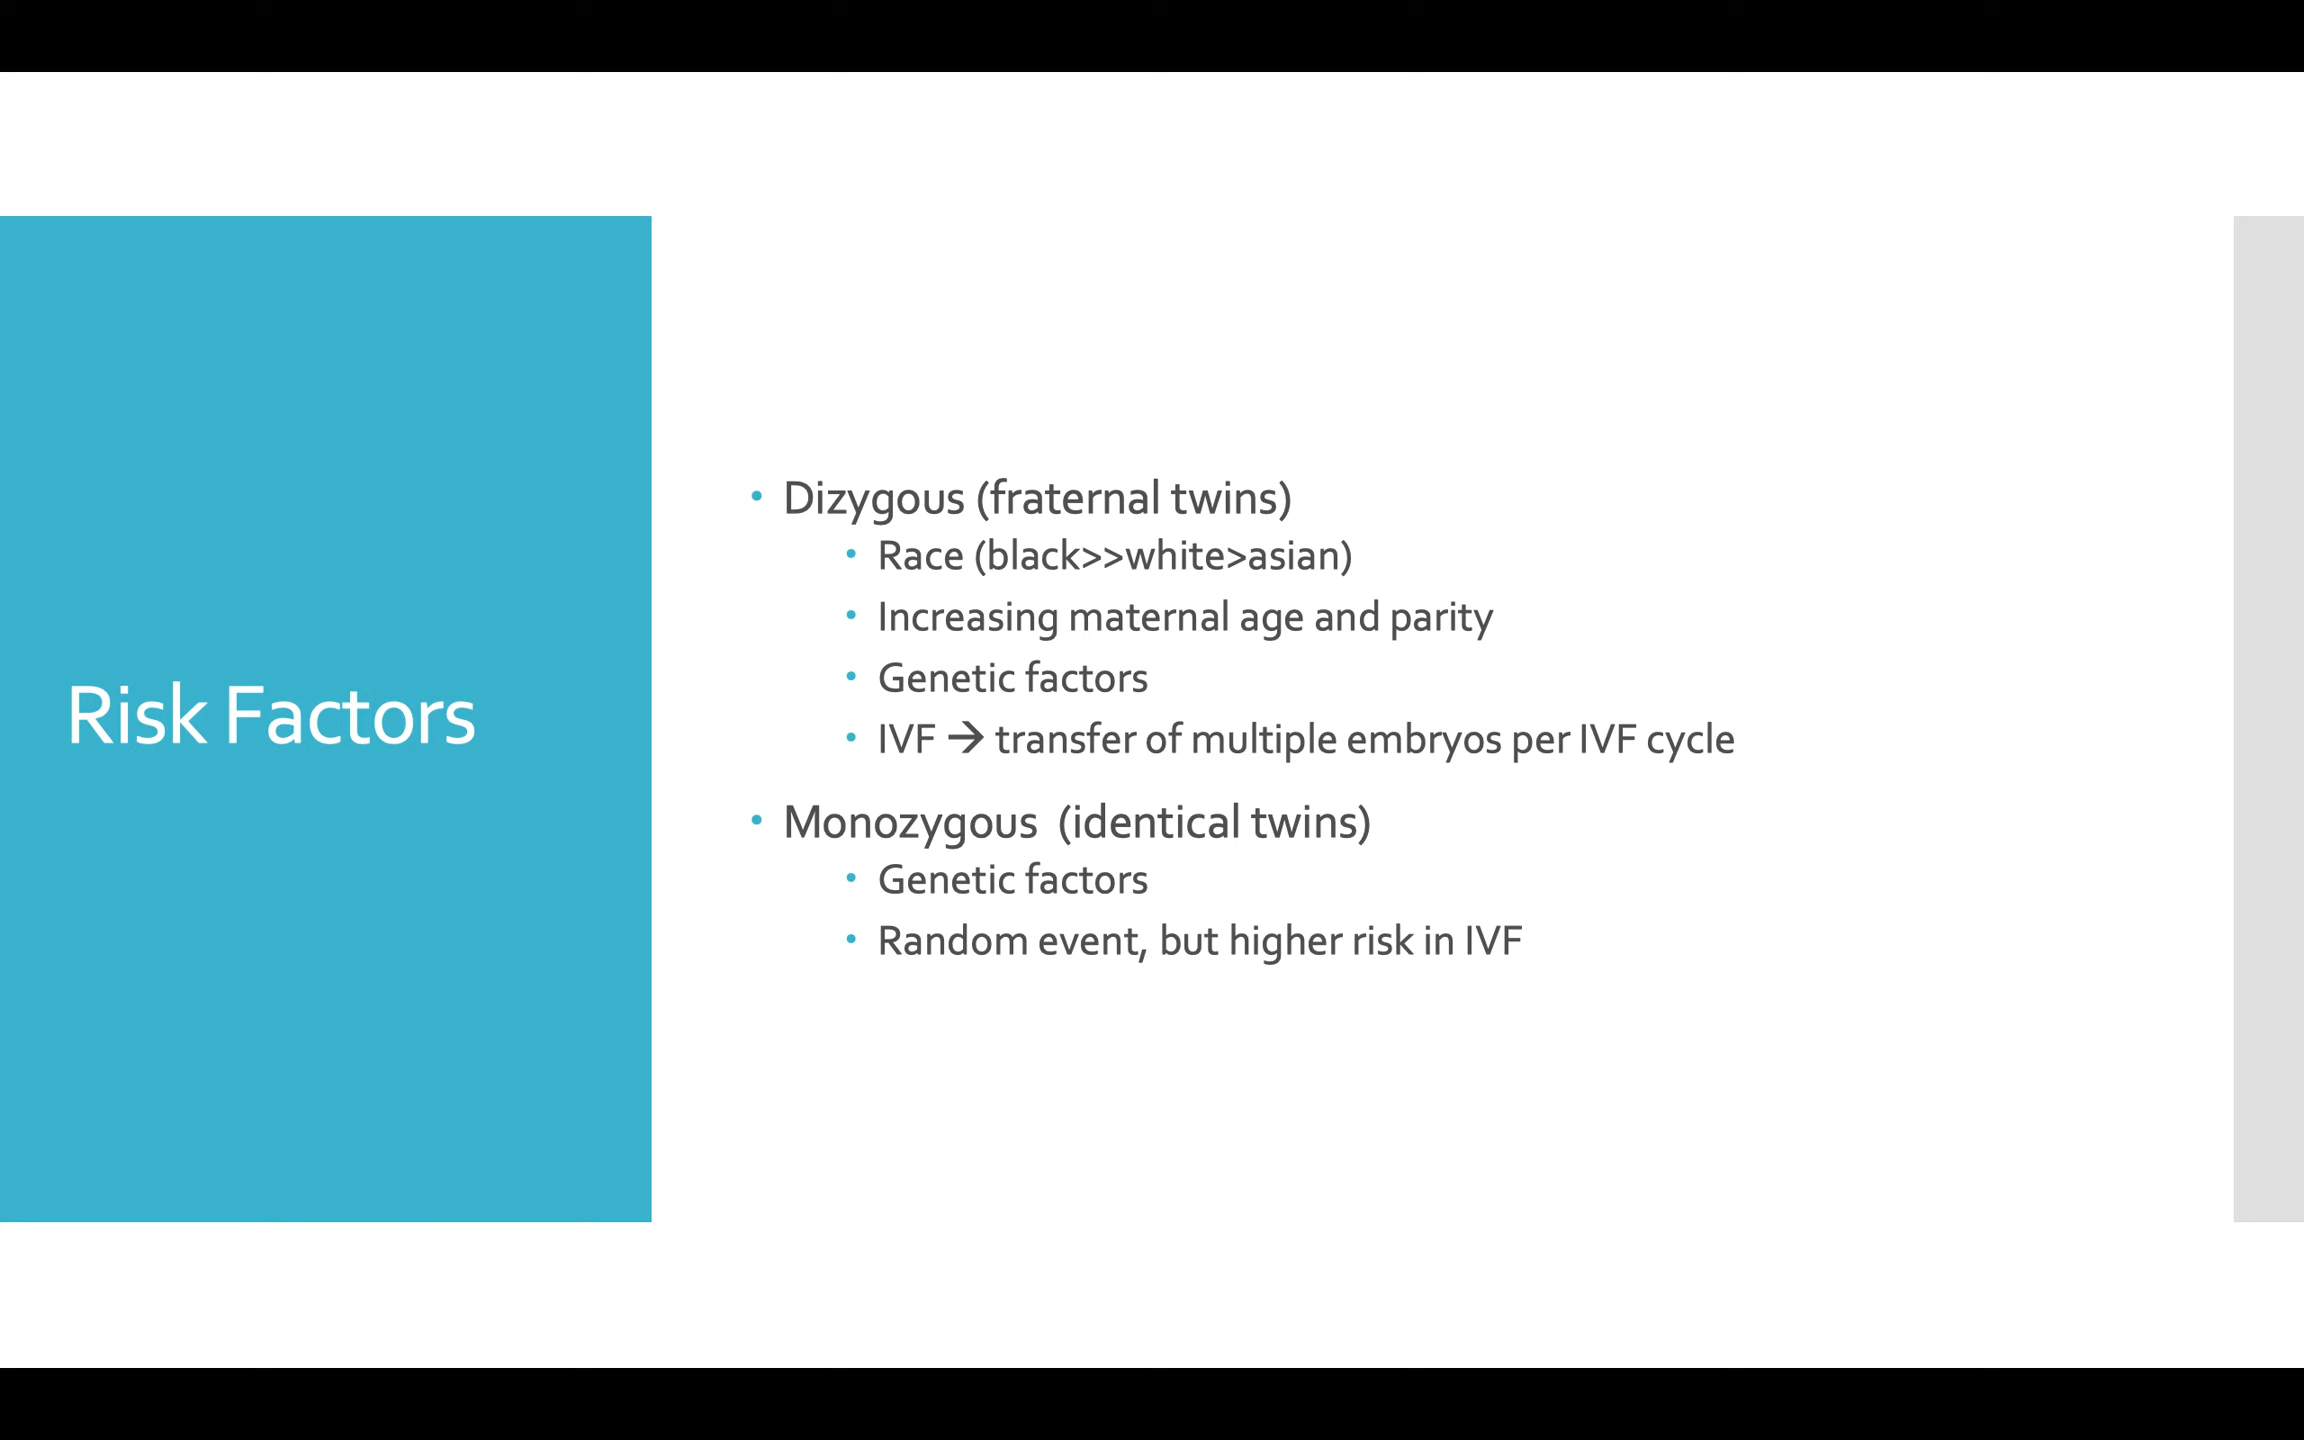 Risk Factors
• Dizygous (fraternal twins)
• Race (black>>white>asian)
• Increasing maternal age and parity
• Genetic factors
• IVF → transfer of multiple embryos per IVF cycle
• Monozygous (identical twins)
• Genetic factors
• Random event, but higher risk in IVF